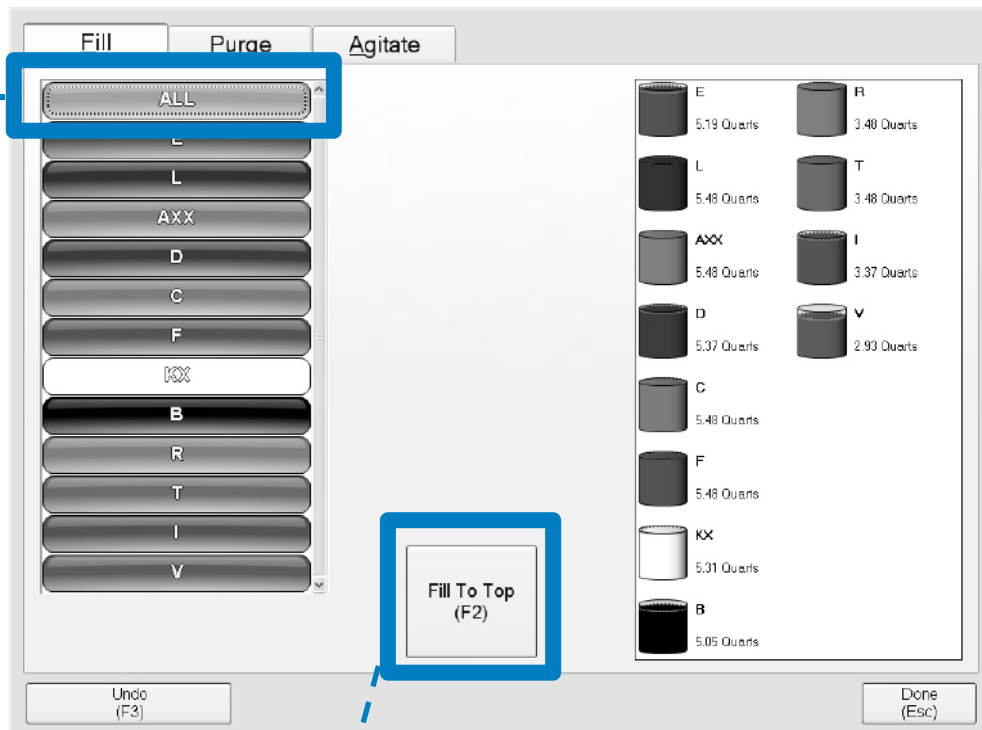 Fill
Purge
Agitate
ALL
E
L
AXX
D
C
F
KX
B
R
T
I
V
Fill To Top
(F2)
E
5.19 Quarts
L
5.48 Quarts
AXX
5.48 Quarts
D
5.37 Quarts
C
5.48 Quarts
F
5.48 Quarts
KX
5.31 Quarts
B
5.05 Quarts
R
3.48 Quarts
T
3.48 Quarts
I
3.37 Quarts
V
2.93 Quarts
Undo
(F3)
Done
(Esc)